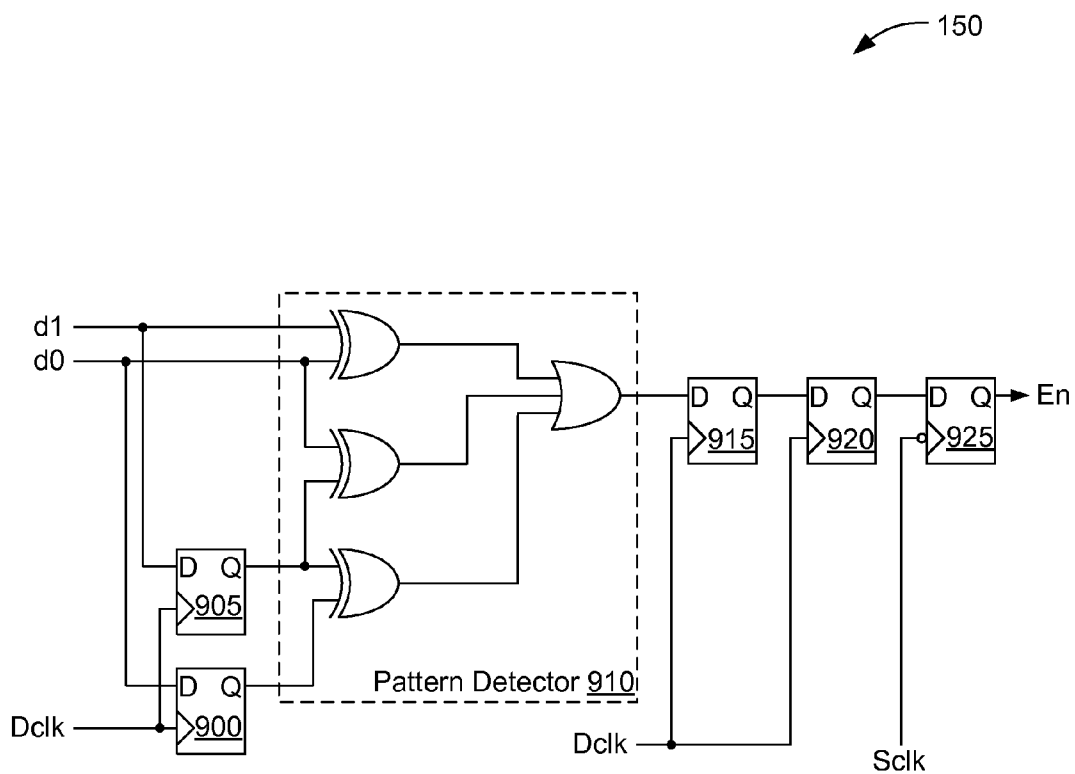 150
d1
d0
D Q
915
D Q
920
D Q
925
En
D Q
905
D Q
900
Pattern Detector 910
Dclk
Dclk
Sclk